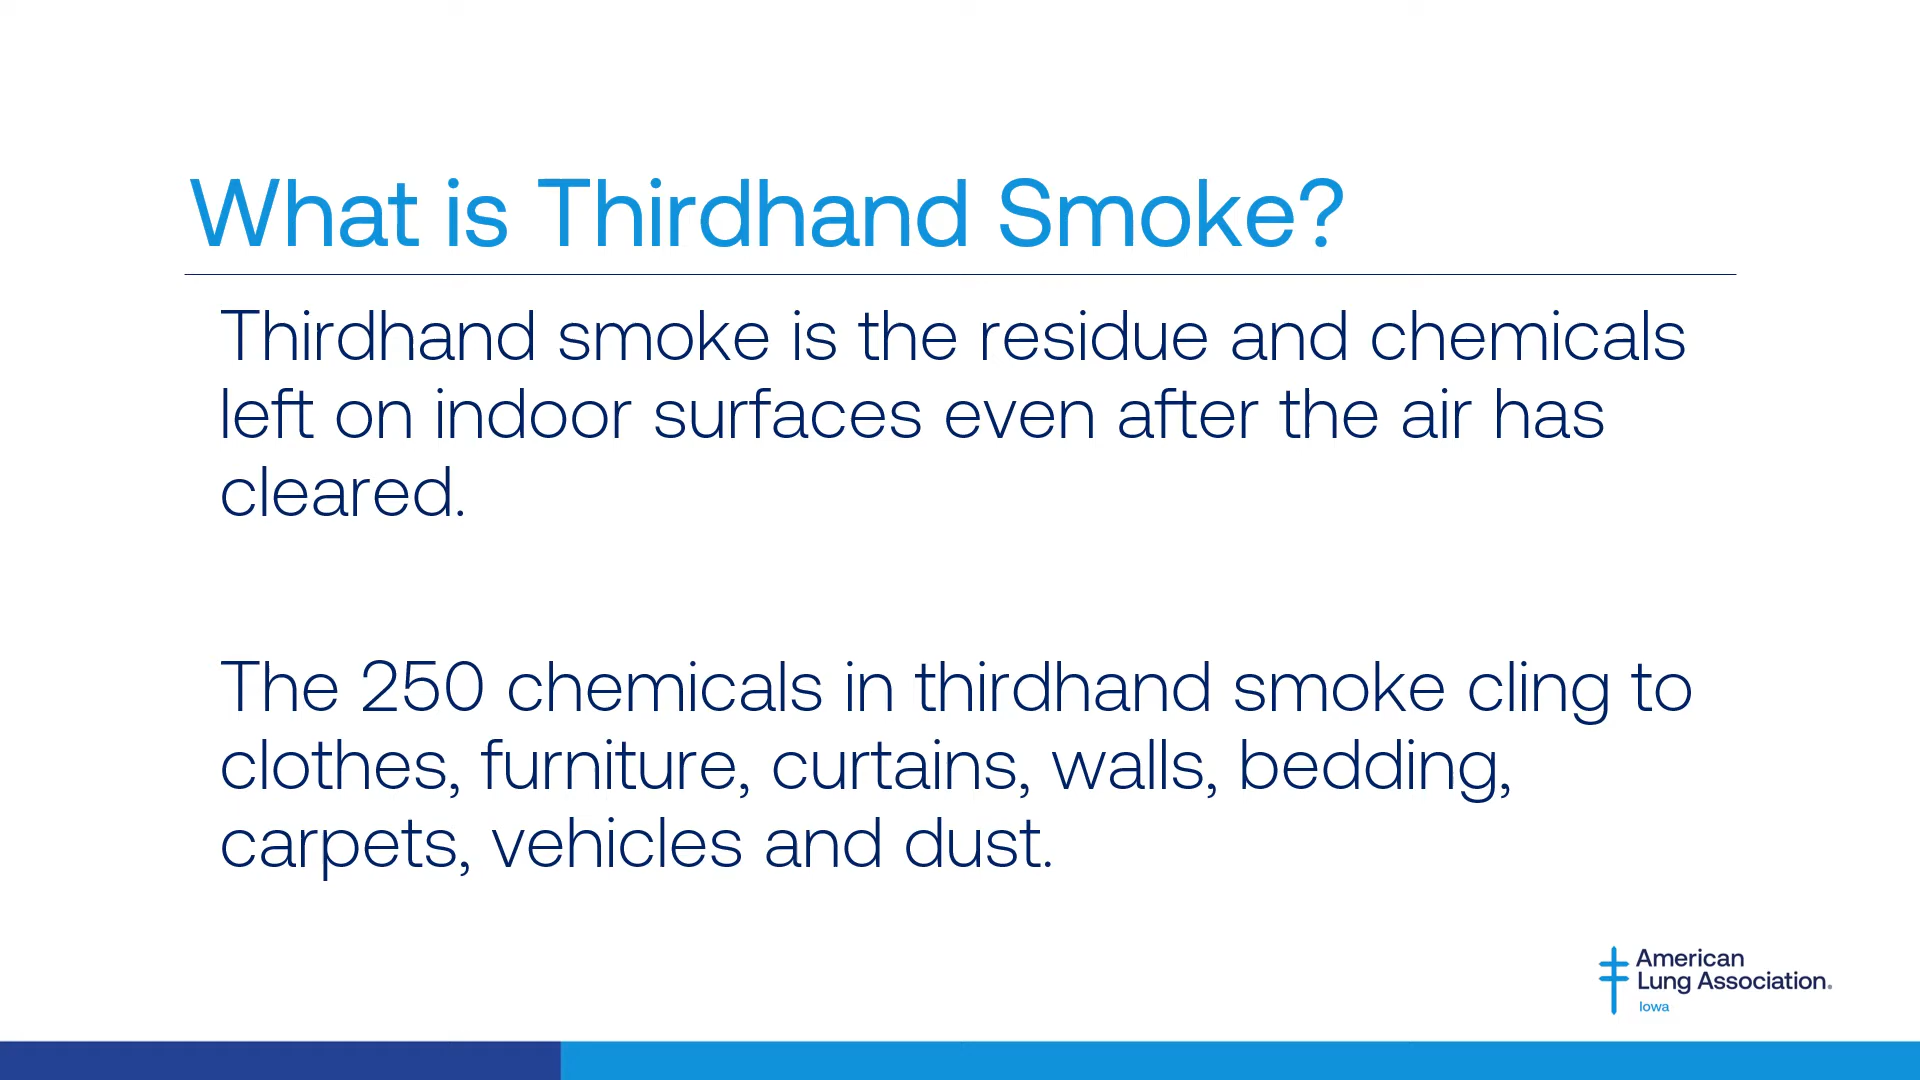 What is Thirdhand Smoke?
Thirdhand smoke is the residue and chemicals
left on indoor surfaces even after the air has
cleared.
The 250 chemicals in thirdhand smoke cling to
clothes, furniture, curtains, walls, bedding,
carpets, vehicles and dust.
American
Lung Association.
Iowa